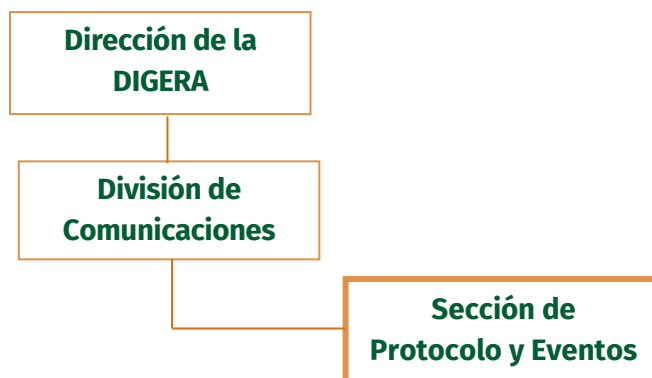 Dirección de la
DIGERA
División de
Comunicaciones
Sección de
Protocolo y Eventos